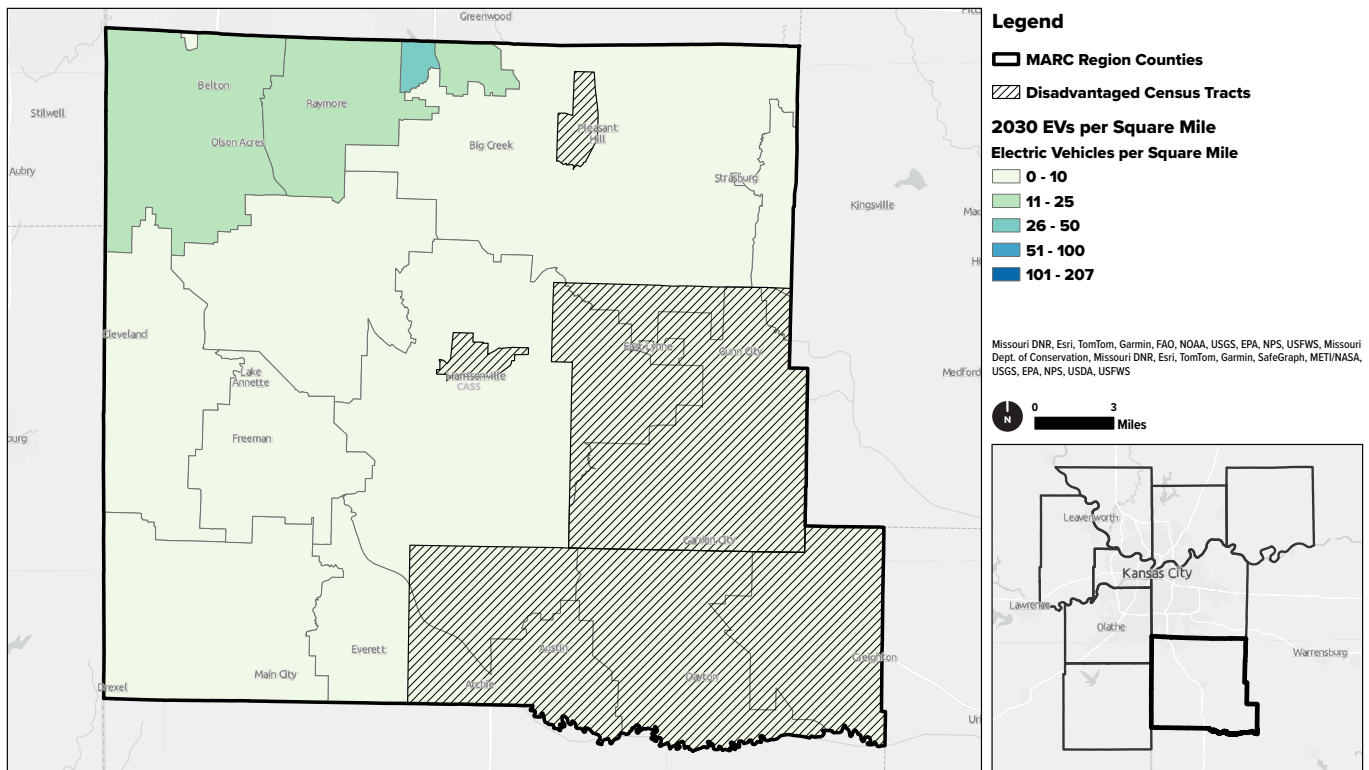 Greenwood
Belton
Raymore
Stilwell
Pleasant
Hill
Olson Acres
Big Creek
Aubry
Strasburg
Kingsville
Cleveland
East Lynne
Gunn City
Lake
Annette
Harrisonville
CASS
Medford
Freeman
Garden City
Everett
Austin
Creighton
Main City
Archie
Dayton
Drexel
Legend
MARC Region Counties
Disadvantaged Census Tracts
2030 EVs per Square Mile
Electric Vehicles per Square Mile
0 - 10
11 - 25
26 - 50
51 - 100
101 - 207
Missouri DNR, Esri, TomTom, Garmin, FAO, NOAA, USGS, EPA, NPS, USFWS, Missouri
Dept. of Conservation, Missouri DNR, Esri, TomTom, Garmin, SafeGraph, METI/NASA,
USGS, EPA, NPS, USDA, USFWS
N
0 3
Miles
Leavenworth
Kansas City
Lawrence
Olathe
Warrensburg